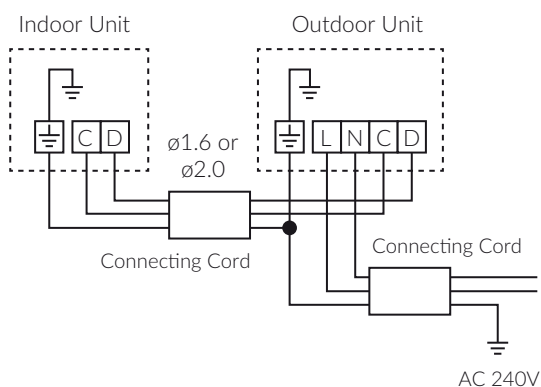 Indoor Unit
Outdoor Unit
C D
L N C D
ø1.6 or
ø2.0
Connecting Cord
Connecting Cord
AC 240V